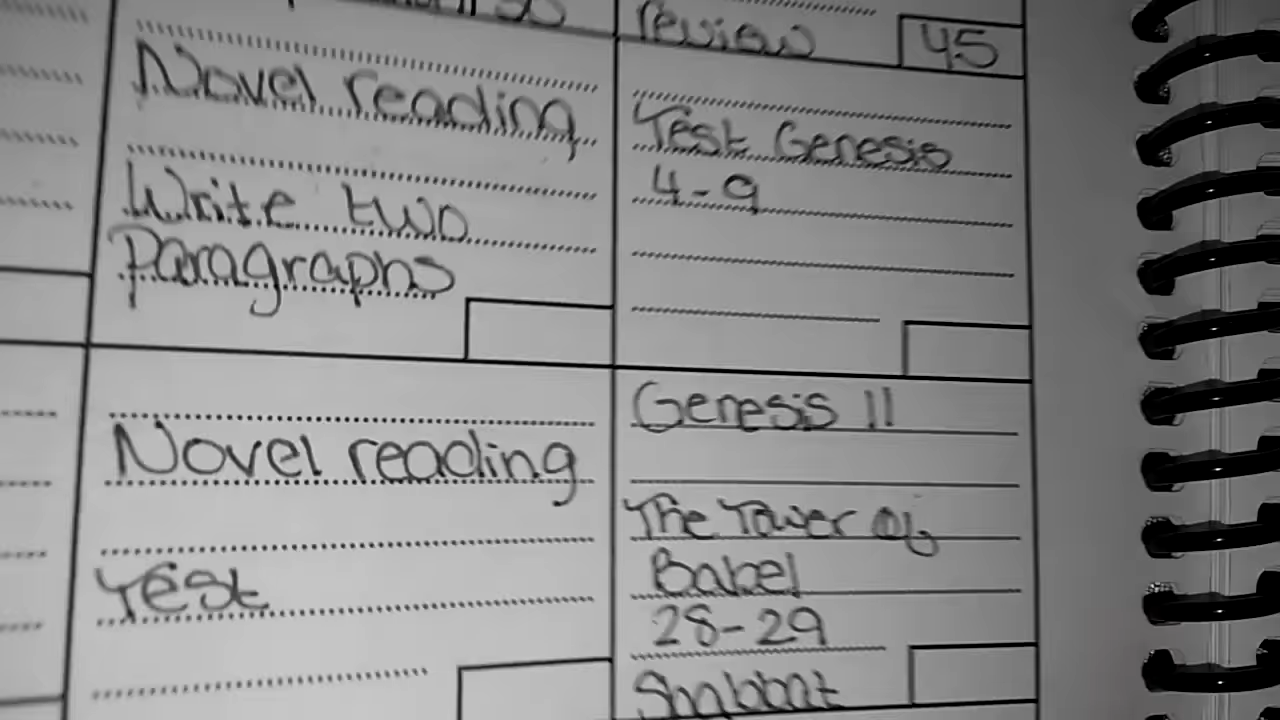 review 45
Novel reading
Write two
Paragraphs
Test Genesis
4-9
Novel reading
Test
Genesis 11
The Tower Of
Babel
28-29
Shabbat